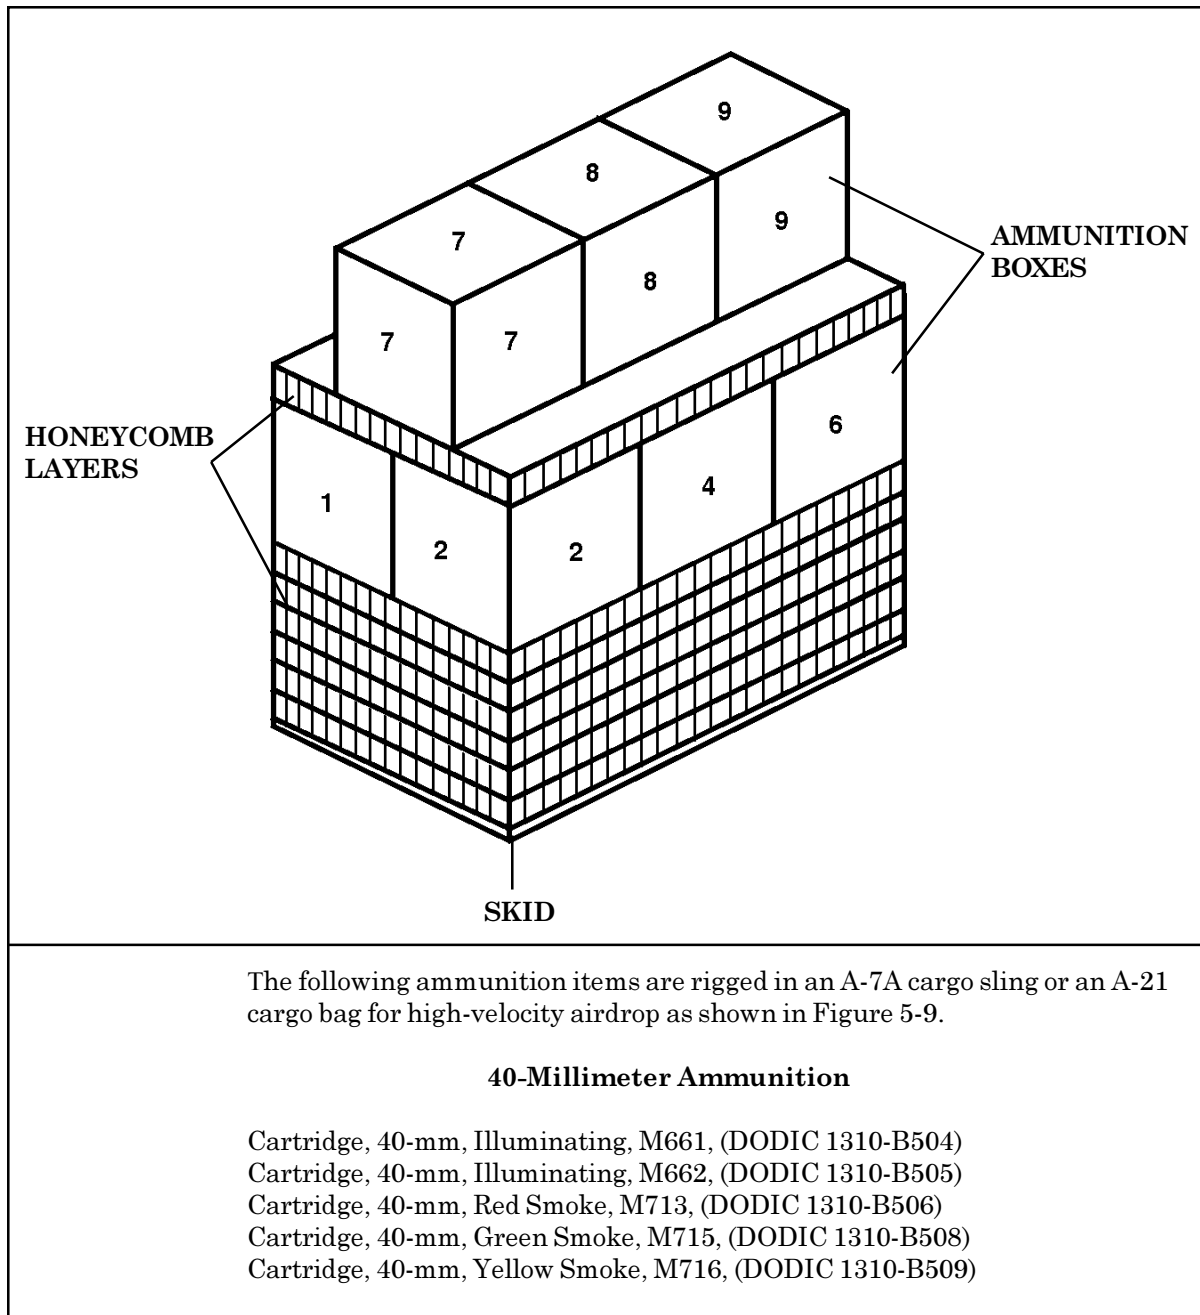 9
8
9
7
8
7
7
AMMUNITION
BOXES
HONEYCOMB
LAYERS
6
4
1
2
2
SKID
The following ammunition items are rigged in an A-7A cargo sling or an A-21
cargo bag for high-velocity airdrop as shown in Figure 5-9.
40-Millimeter Ammunition
Cartridge, 40-mm, Illuminating, M661, (DODIC 1310-B504)
Cartridge, 40-mm, Illuminating, M662, (DODIC 1310-B505)
Cartridge, 40-mm, Red Smoke, M713, (DODIC 1310-B506)
Cartridge, 40-mm, Green Smoke, M715, (DODIC 1310-B508)
Cartridge, 40-mm, Yellow Smoke, M716, (DODIC 1310-B509)